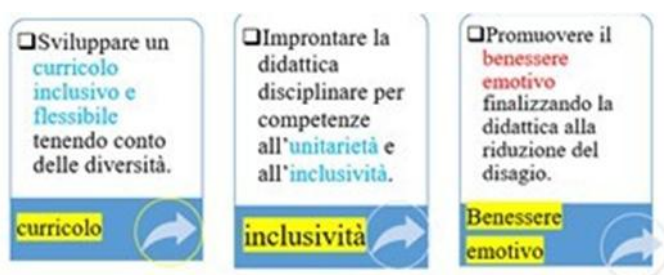 ❑Sviluppare un
curricolo
inclusivo e
flessibile
tenendo conto
delle diversità.
curricolo
❑Improntare la
didattica
disciplinare per
competenze
all'unitarietà e
all'inclusività.
inclusività
❑Promuovere il
benessere
emotivo
finalizzando la
didattica alla
riduzione del
disagio.
Benessere
emotivo